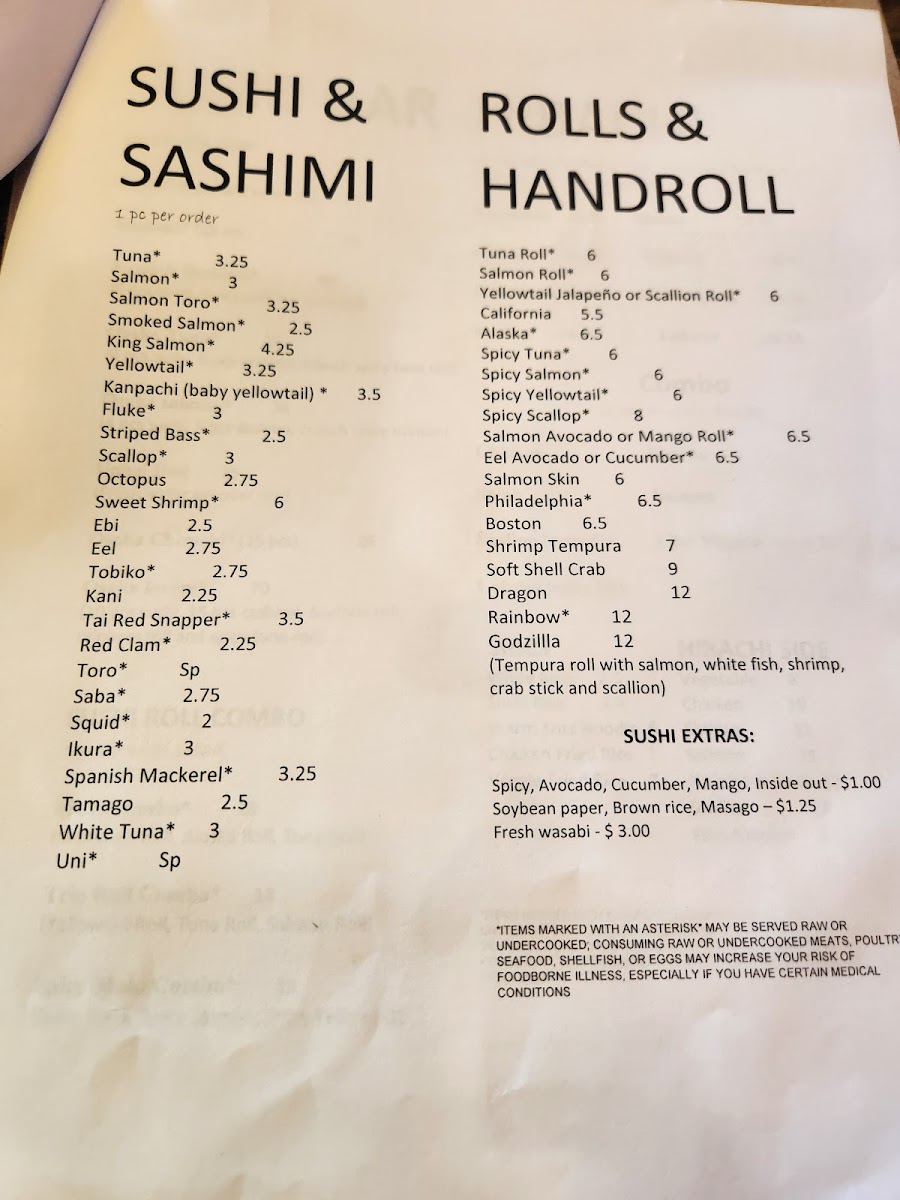 SUSHI &
SASHIMI
1 pc per order
Tuna* 3.25
Salmon* 3
Salmon Toro* 3.25
Smoked Salmon* 2.5
King Salmon* 4.25
Yellowtail* 3.25
Kanpachi (baby yellowtail) * 3.5
Fluke* 3
Striped Bass* 2.5
Scallop* 3
Octopus 2.75
Sweet Shrimp* 6
Ebi 2.5
Eel 2.75
Tobiko* 2.75
Kani 2.25
Tai Red Snapper* 3.5
Red Clam* 2.25
Toro* Sp
Saba* 2.75
Squid* 2
Ikura* 3
Spanish Mackerel* 3.25
Tamago 2.5
White Tuna* 3
Uni* Sp
ROLLS &
HANDROLL
Tuna Roll* 6
Salmon Roll* 6
Yellowtail Jalapeño or Scallion Roll* 6
California 5.5
Alaska* 6.5
Spicy Tuna* 6
Spicy Salmon* 6
Spicy Yellowtail* 6
Spicy Scallop* 8
Salmon Avocado or Mango Roll* 6.5
Eel Avocado or Cucumber* 6.5
Salmon Skin 6
Philadelphia* 6.5
Boston 6.5
Shrimp Tempura 7
Soft Shell Crab 9
Dragon 12
Rainbow* 12
Godzillla 12
(Tempura roll with salmon, white fish, shrimp,
crab stick and scallion)
SUSHI EXTRAS:
Spicy, Avocado, Cucumber, Mango, Inside out - $1.00
Soybean paper, Brown rice, Masago – $1.25
Fresh wasabi - $ 3.00
*ITEMS MARKED WITH AN ASTERISK* MAY BE SERVED RAW OR
UNDERCOOKED; CONSUMING RAW OR UNDERCOOKED MEATS, POULTR
SEAFOOD, SHELLFISH, OR EGGS MAY INCREASE YOUR RISK OF
FOODBORNE ILLNESS, ESPECIALLY IF YOU HAVE CERTAIN MEDICAL
CONDITIONS